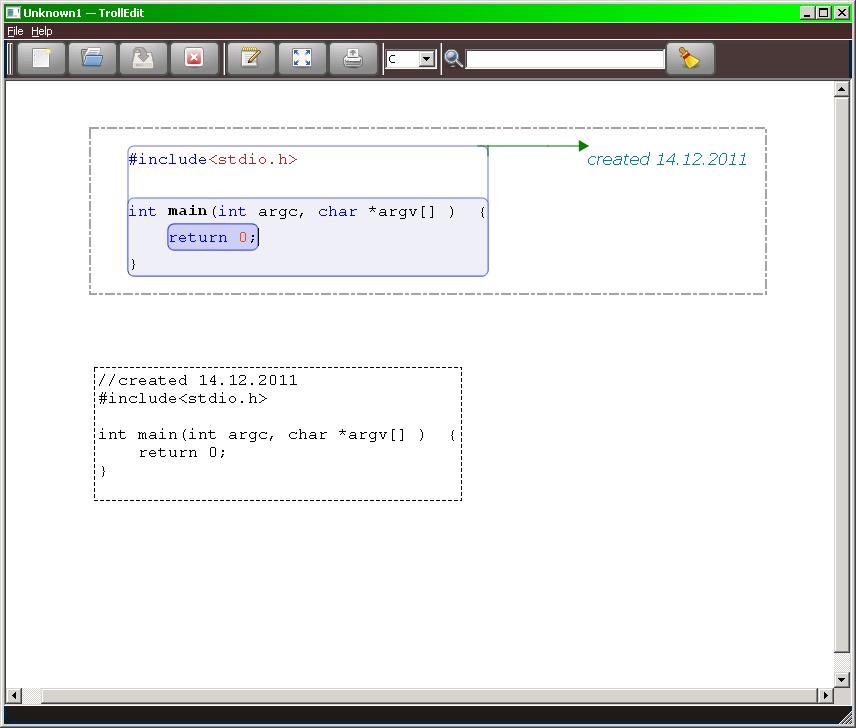 Unknown1 — TrollEdit
File Help
C
#include<stdio.h>
created 14.12.2011
int main(int argc, char *argv[] )  {
    return 0;
}
//created 14.12.2011
#include<stdio.h>
int main(int argc, char *argv[] )  {
    return 0;
}